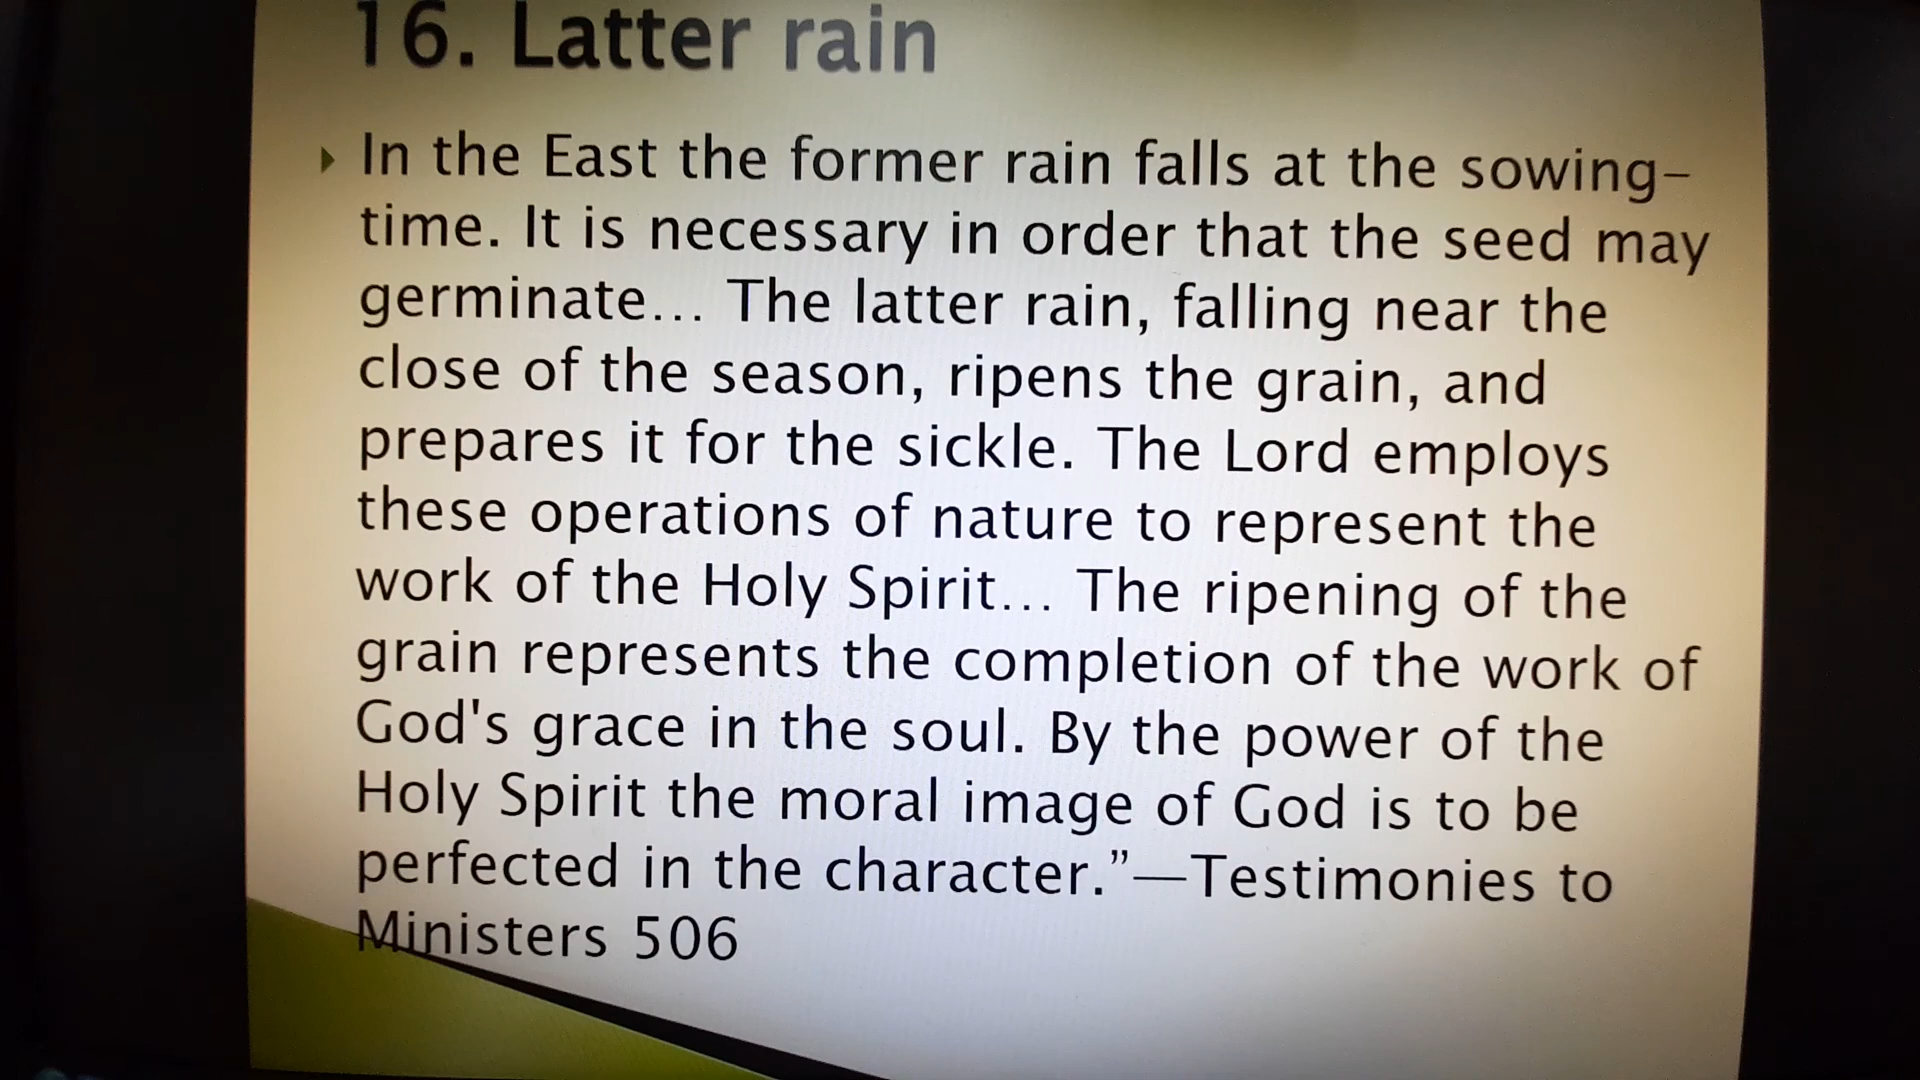 16. Latter rain
In the East the former rain falls at the sowing-
time. It is necessary in order that the seed may
germinate... The latter rain, falling near the
close of the season, ripens the grain, and
prepares it for the sickle. The Lord employs
these operations of nature to represent the
work of the Holy Spirit... The ripening of the
grain represents the completion of the work of
God's grace in the soul. By the power of the
Holy Spirit the moral image of God is to be
perfected in the character.”—Testimonies to
Ministers 506